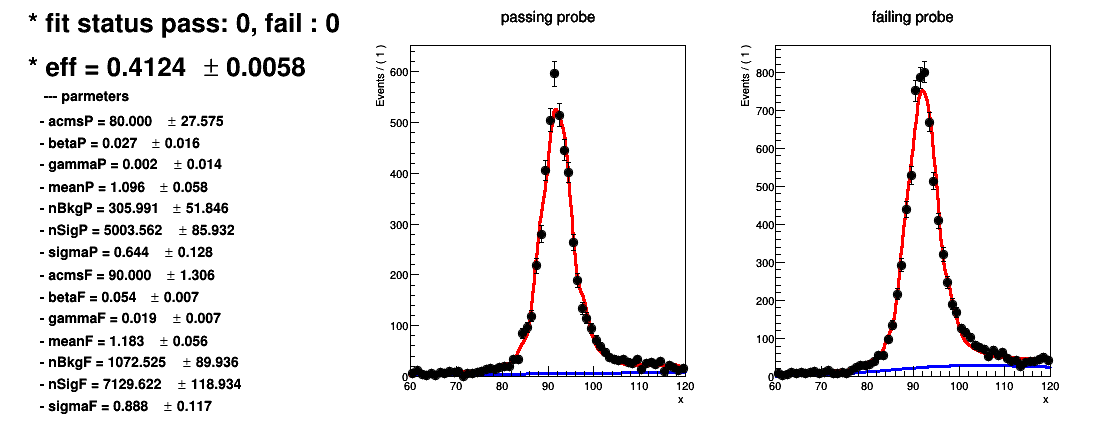 * fit status pass: 0, fail : 0
* eff = 0.4124 ± 0.0058
--- parmeters
- acmsP = 80.000 ± 27.575
- betaP = 0.027 ± 0.016
- gammaP = 0.002 ± 0.014
- meanP = 1.096 ± 0.058
- nBkgP = 305.991 ± 51.846
- nSigP = 5003.562 ± 85.932
- sigmaP = 0.644 ± 0.128
- acmsF = 90.000 ± 1.306
- betaF = 0.054 ± 0.007
- gammaF = 0.019 ± 0.007
- meanF = 1.183 ± 0.056
- nBkgF = 1072.525 ± 89.936
- nSigF = 7129.622 ± 118.934
- sigmaF = 0.888 ± 0.117
passing probe
Events / ( 1 )
600
500
400
300
200
100
0
60 70 80 90 100 110 120
x
failing probe
Events / ( 1 )
800
700
600
500
400
300
200
100
0
60 70 80 90 100 110 120
x